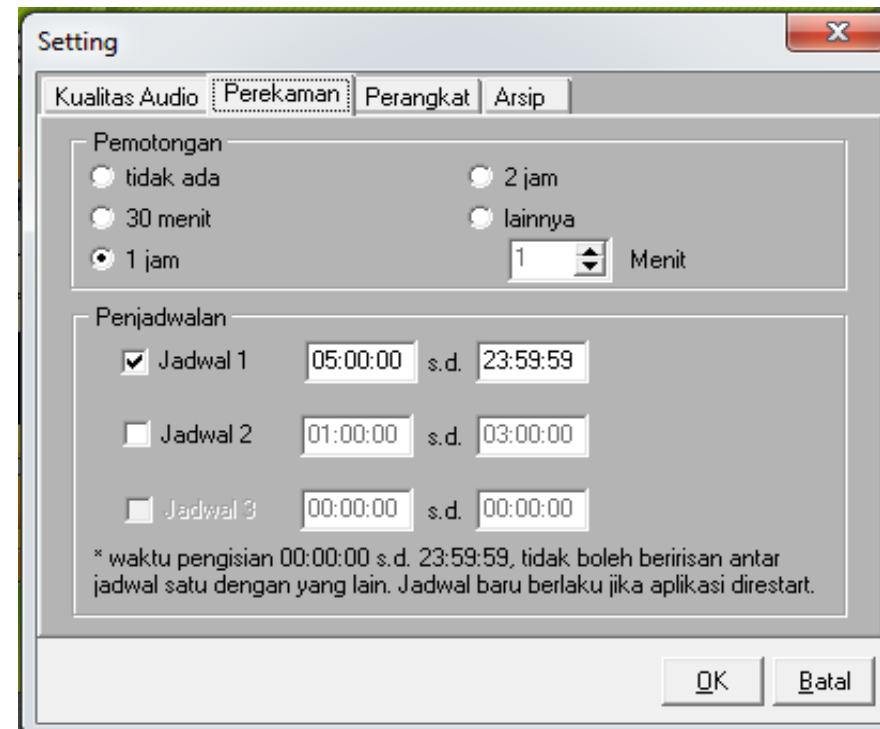 Setting
Kualitas Audio Perekaman Perangkat Arsip
Pemotongan
tidak ada
2 jam
30 menit
lainnya
1 jam
1 Menit
Penjadwalan
Jadwal 1 05:00:00 s.d. 23:59:59
Jadwal 2 01:00:00 s.d. 03:00:00
Jadwal 3 00:00:00 s.d. 00:00:00
* waktu pengisian 00:00:00 s.d. 23:59:59, tidak boleh beririsan antar
jadwal satu dengan yang lain. Jadwal baru berlaku jika aplikasi direstart.
OK Batal